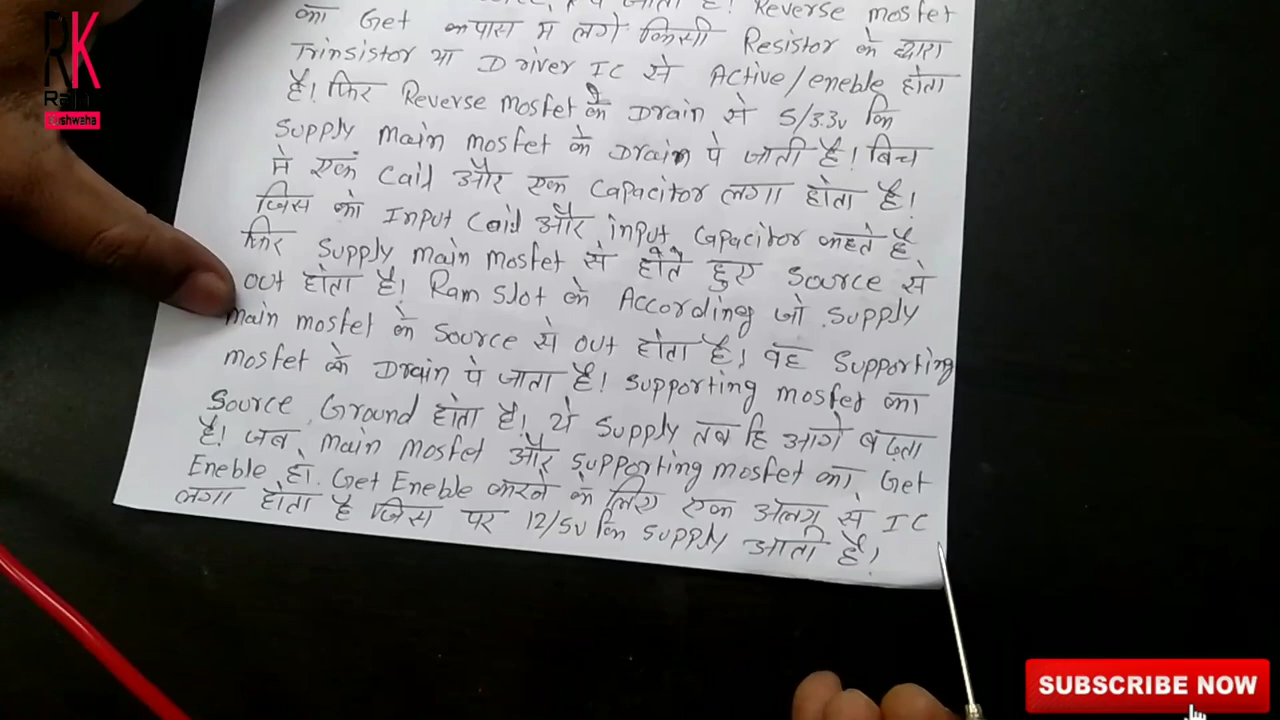 जाता है! Reverse mosfet
का Get के पास में लगे किसी Resistor के द्वारा
Trinsistor या Driver IC से Active/eneble होता
है। फिर Reverse mosfet के Drain से 5/3.3v कि
Supply main mosfet के Drain पे जाती है। बिच
मे एक Coil और एक Capacitor लगा होता है।
जिस को Input Coil और input Capacitor कहते है
फिर Supply main mosfet से होते हुए Source से
out होता है। Ram Slot के According जो Supply
main mosfet के Source से out होता है। वह Supporting
mosfet के Drain पे जाता है। Supporting mosfet का
Source Ground होता है। ये Supply तब हि आगे बढ़ता
है। जब main mosfet और Supporting mosfet का Get
Eneble हो. Get Eneble करने के लिए एक अलग से IC
लगा होता है जिस पर 12/5v कि Supply आती है।
RK
SUBSCRIBE NOW